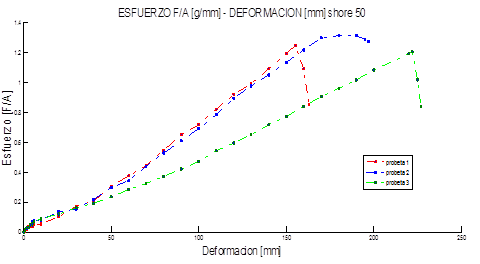 ESFUERZO F/A [g/mm] - DEFORMACION [mm] shore 50
1.4
1.2
1
0.8
0.6
0.4
0.2
0
Esfuerzo [F/A]
0
50
100
150
200
250
Deformacion [mm]
probeta 1
probeta 2
probeta 3